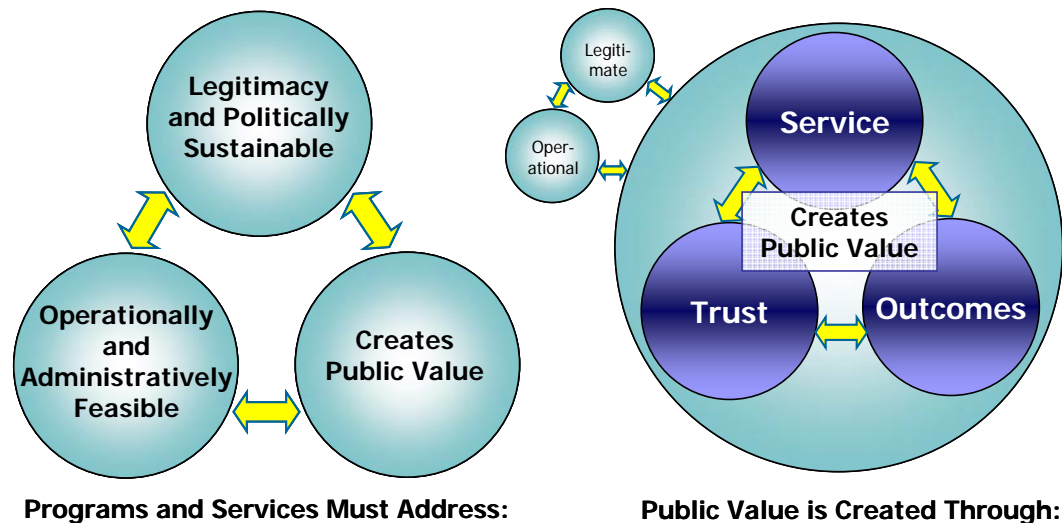 Legitimacy
and Politically
Sustainable
Operationally
and
Administratively
Feasible
Creates
Public Value
Programs and Services Must Address:
Legiti-
mate
Oper-
ational
Service
Creates
Public Value
Trust
Outcomes
Public Value is Created Through: